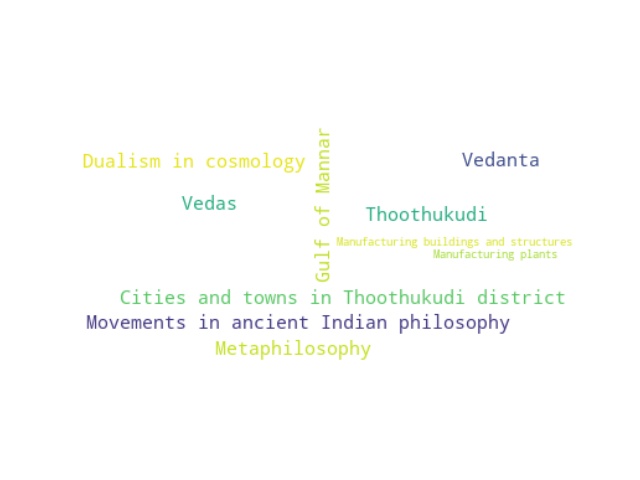 Dualism in cosmology
Gulf of Mannar
Vedanta
Vedas
Thoothukudi
Manufacturing buildings and structures
Manufacturing plants
Cities and towns in Thoothukudi district
Movements in ancient Indian philosophy
Metaphilosophy